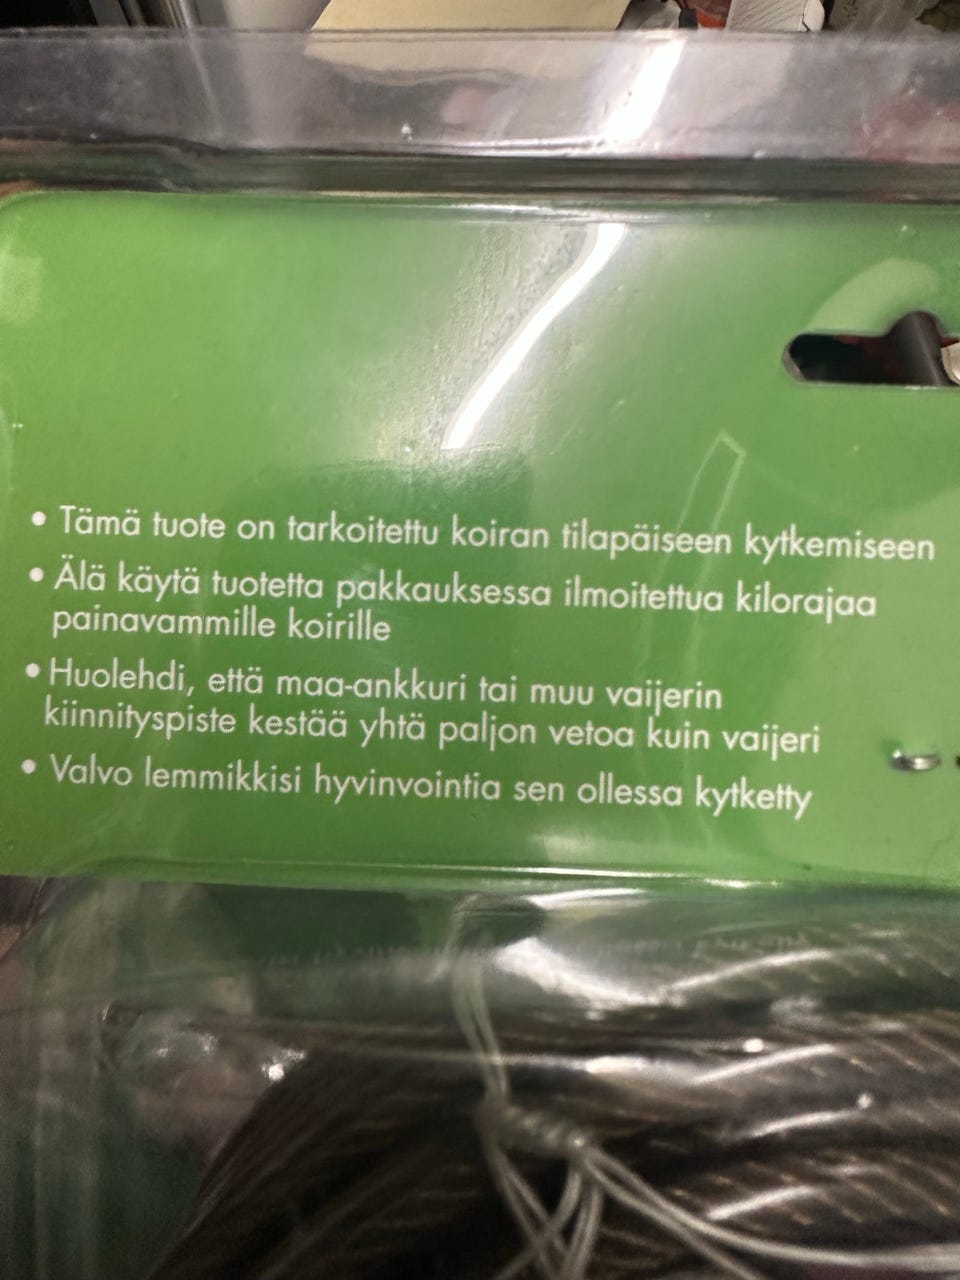 • Tämä tuote on tarkoitettu koiran tilapäiseen kytkemiseen
• Älä käytä tuotetta pakkauksessa ilmoitettua kilorajaa
painavammille koirille
• Huolehdi, että maa-ankkuri tai muu vaijerin
kiinnityspiste kestää yhtä paljon vetoa kuin vaijeri
• Valvo lemmikkisi hyvinvointia sen ollessa kytketty